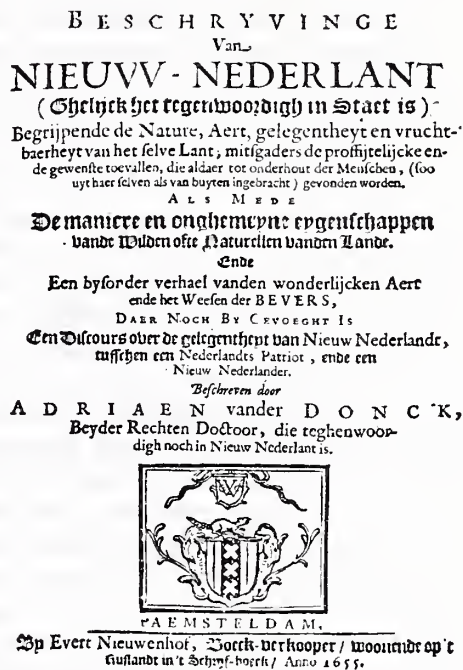 BESCHRYVINGE
Van
NIEUVV-NEDERLANT
(Ghelijck het tegenwoordigh in Staet is)
Begrijpende de Nature, Aert, gelegentheyt en vrucht-
baerheyt van het selve Lant; mitsgaders de proffijtelijcke en-
de gewenste toevallen, die aldaer tot onderhout der Menschen, (soo
uyt haer selven als van buyten ingebracht) gevonden worden.
ALS MEDE
De maniere en onghemeyne eygenschappen
vande Wilden ofte Naturellen vanden Lande.
Ende
Een bysonder verhael vanden wonderlijcken Aert
ende het Weesen der BEVERS,
DAER NOCH BY GEVOEGHT IS
Een Discours over de gelegentheyt van Nieuw Nederlandt,
tusschen een Nederlandts Patriot, ende een
Nieuw Nederlander.
Beschreven door
ADRIAEN vander DONCK,
Beyder Rechten Doctoor, die teghenwoor-
digh noch in Nieuw Nederlant is.
W
t'AEMSTELDAM,
By Evert Nieuwenhof, Boeck-verkooper / woonende op't
Ruslandt in't Schrijf-boeck / Anno 1655.